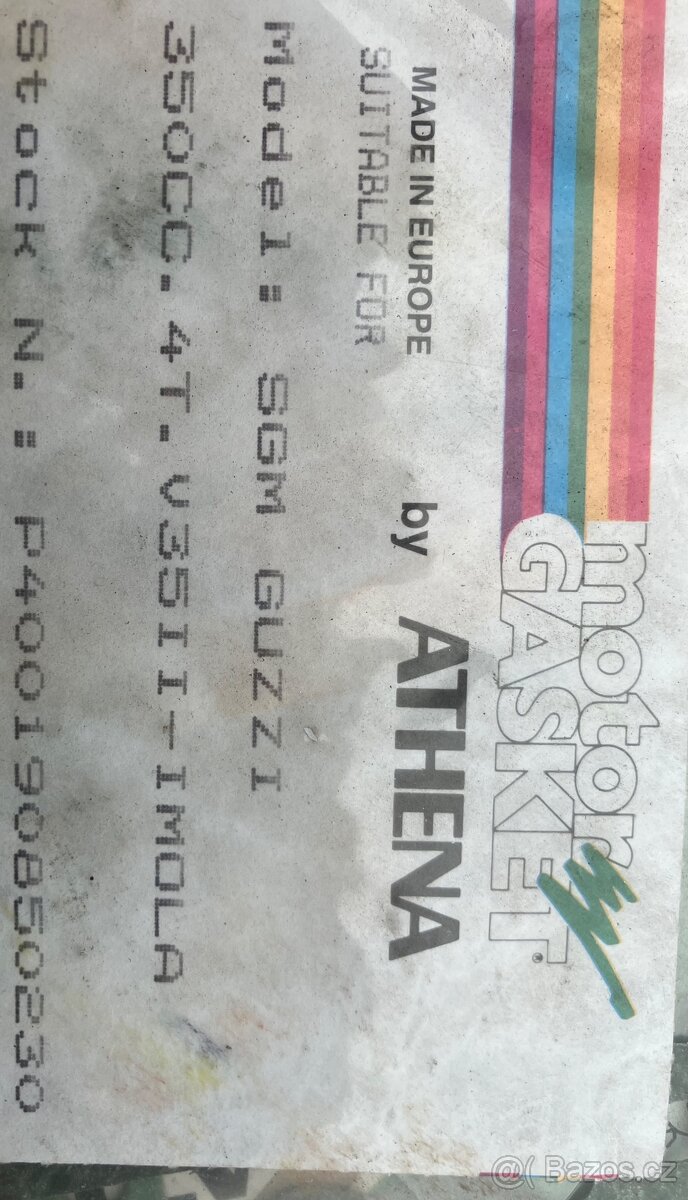 motor
GASKET®
MADE IN EUROPE by ATHENA
SUITABLE FOR
Model: SGM GUZZI
350CC.4T.V35II-IMOLA
Stock N.: P400190850230
@( Bazos.cz